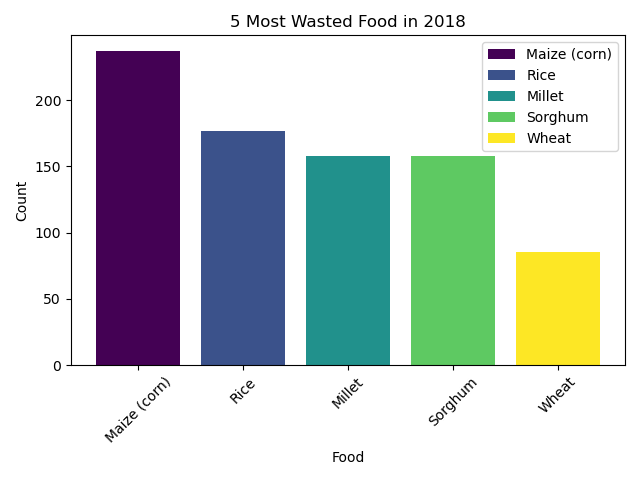 5 Most Wasted Food in 2018
Maize (corn)
Rice
Millet
Sorghum
Wheat
Count
200
150
100
50
0
Maize (corn)
Rice
Millet
Sorghum
Wheat
Food